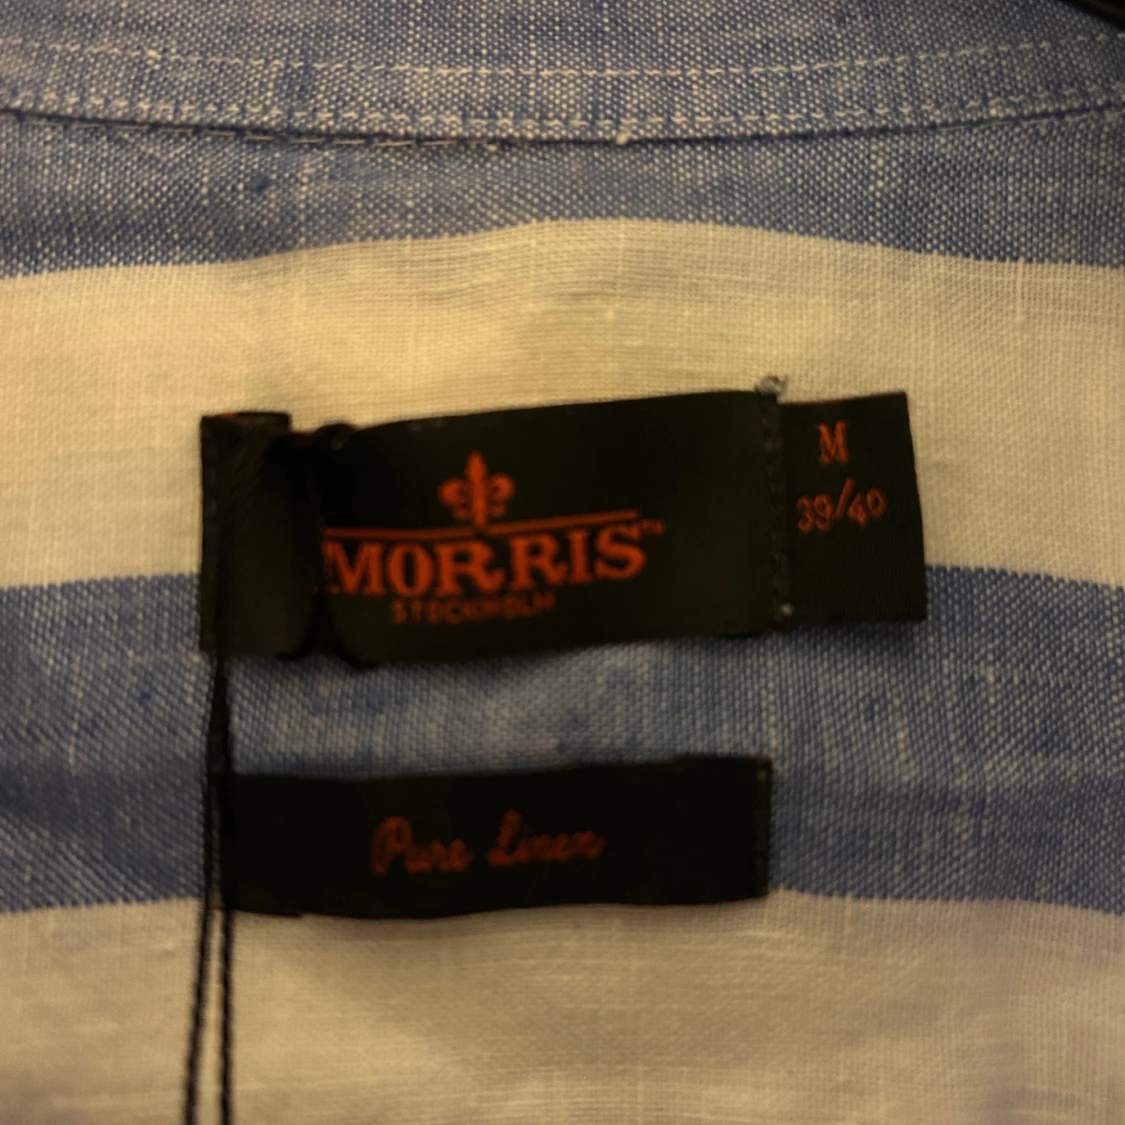 MORRIS™
STOCKHOLM
M
39/40
Pure Linen